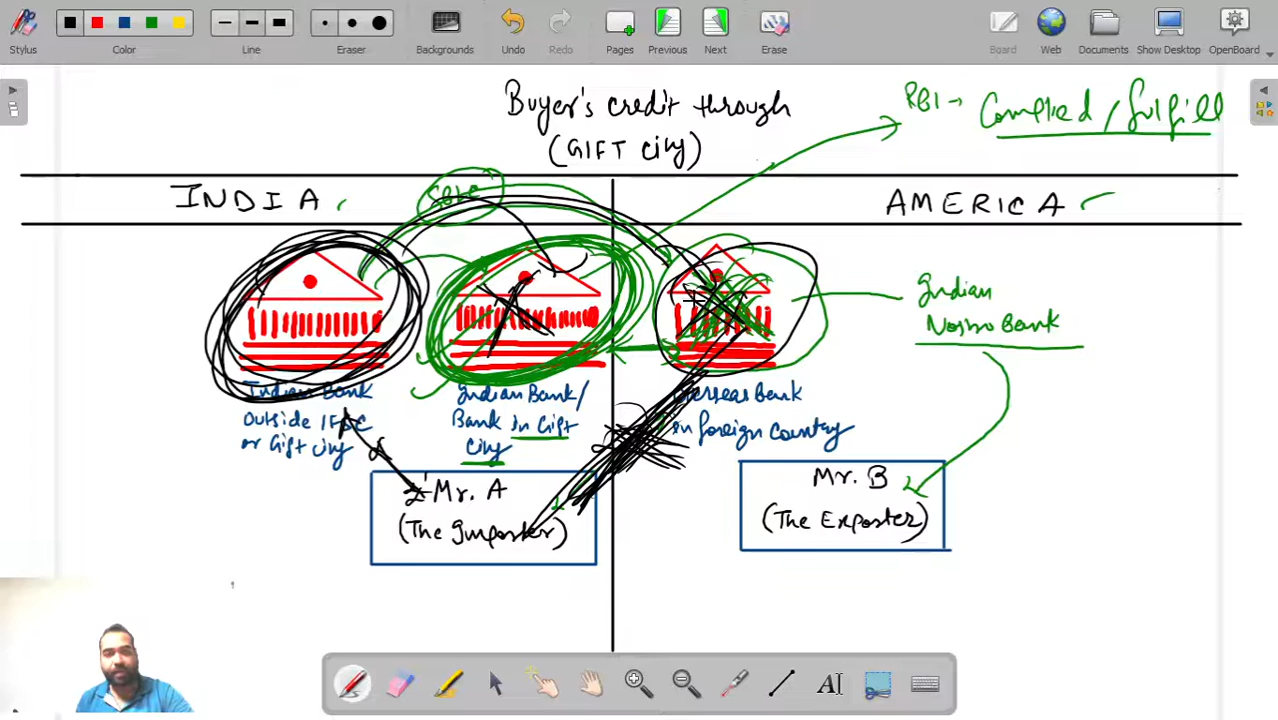 Stylus
Color
Line
Eraser
Backgrounds
Undo
Redo
Pages
Previous
Next
Erase
Board
Web
Documents
Show Desktop
OpenBoard
Buyer's credit through
(GIFT City)
RBI → Complied / fulfill
INDIA
SBLC
AMERICA
Indian
Nostro Bank
Indian Bank
Outside IFSC
or Gift City
Indian Bank/
Bank in Gift
City
Overseas Bank
in foreign Country
Mr. A
(The Importer)
Mr. B
(The Exporter)